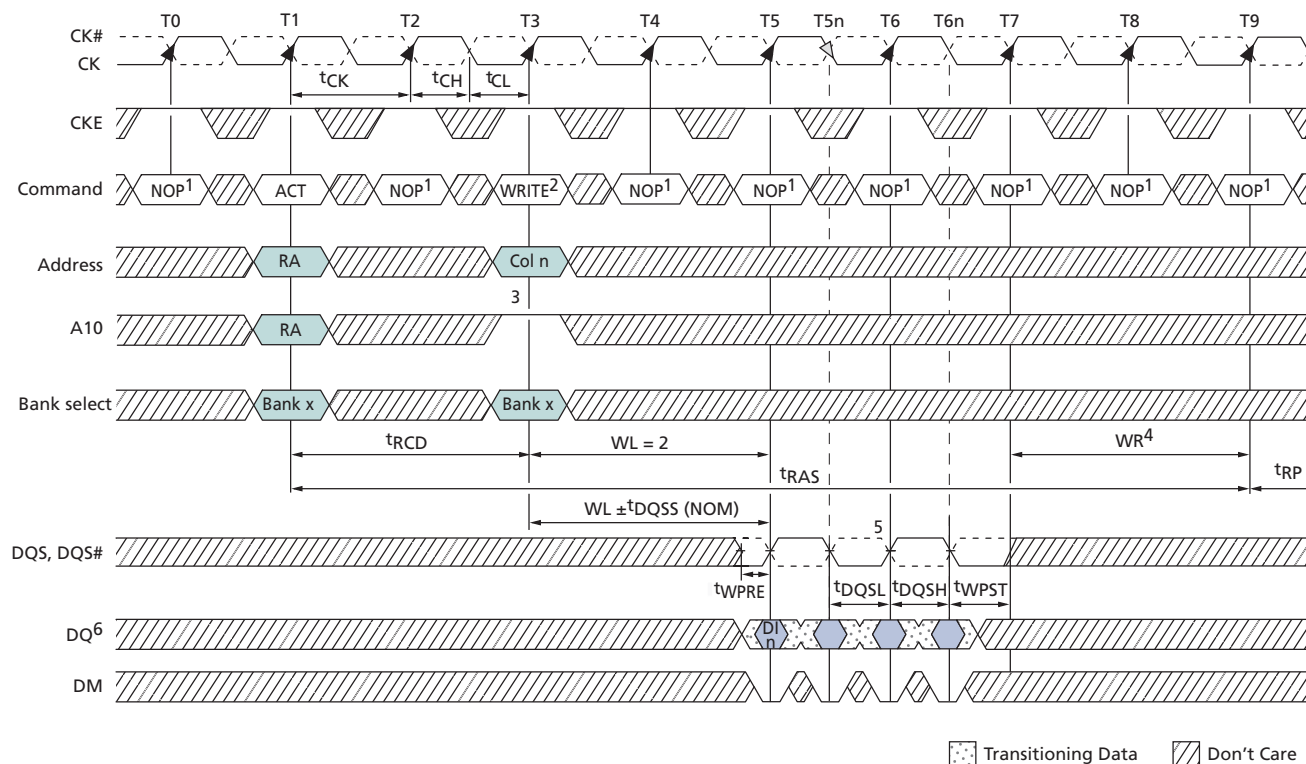 T0 T1 T2 T3 T4 T5 T5n T6 T6n T7 T8 T9
CK#
CK
tCK tCH tCL
CKE
Command NOP1 ACT NOP1 WRITE2 NOP1 NOP1 NOP1 NOP1 NOP1 NOP1
Address RA Col n
3
A10 RA
Bank select Bank x Bank x
tRCD WL = 2 WR4
tRAS tRP
WL ±tDQSS (NOM)
5
DQS, DQS#
tWPRE tDQSL tDQSH tWPST
DQ6 DI
n
DM
Transitioning Data Don't Care